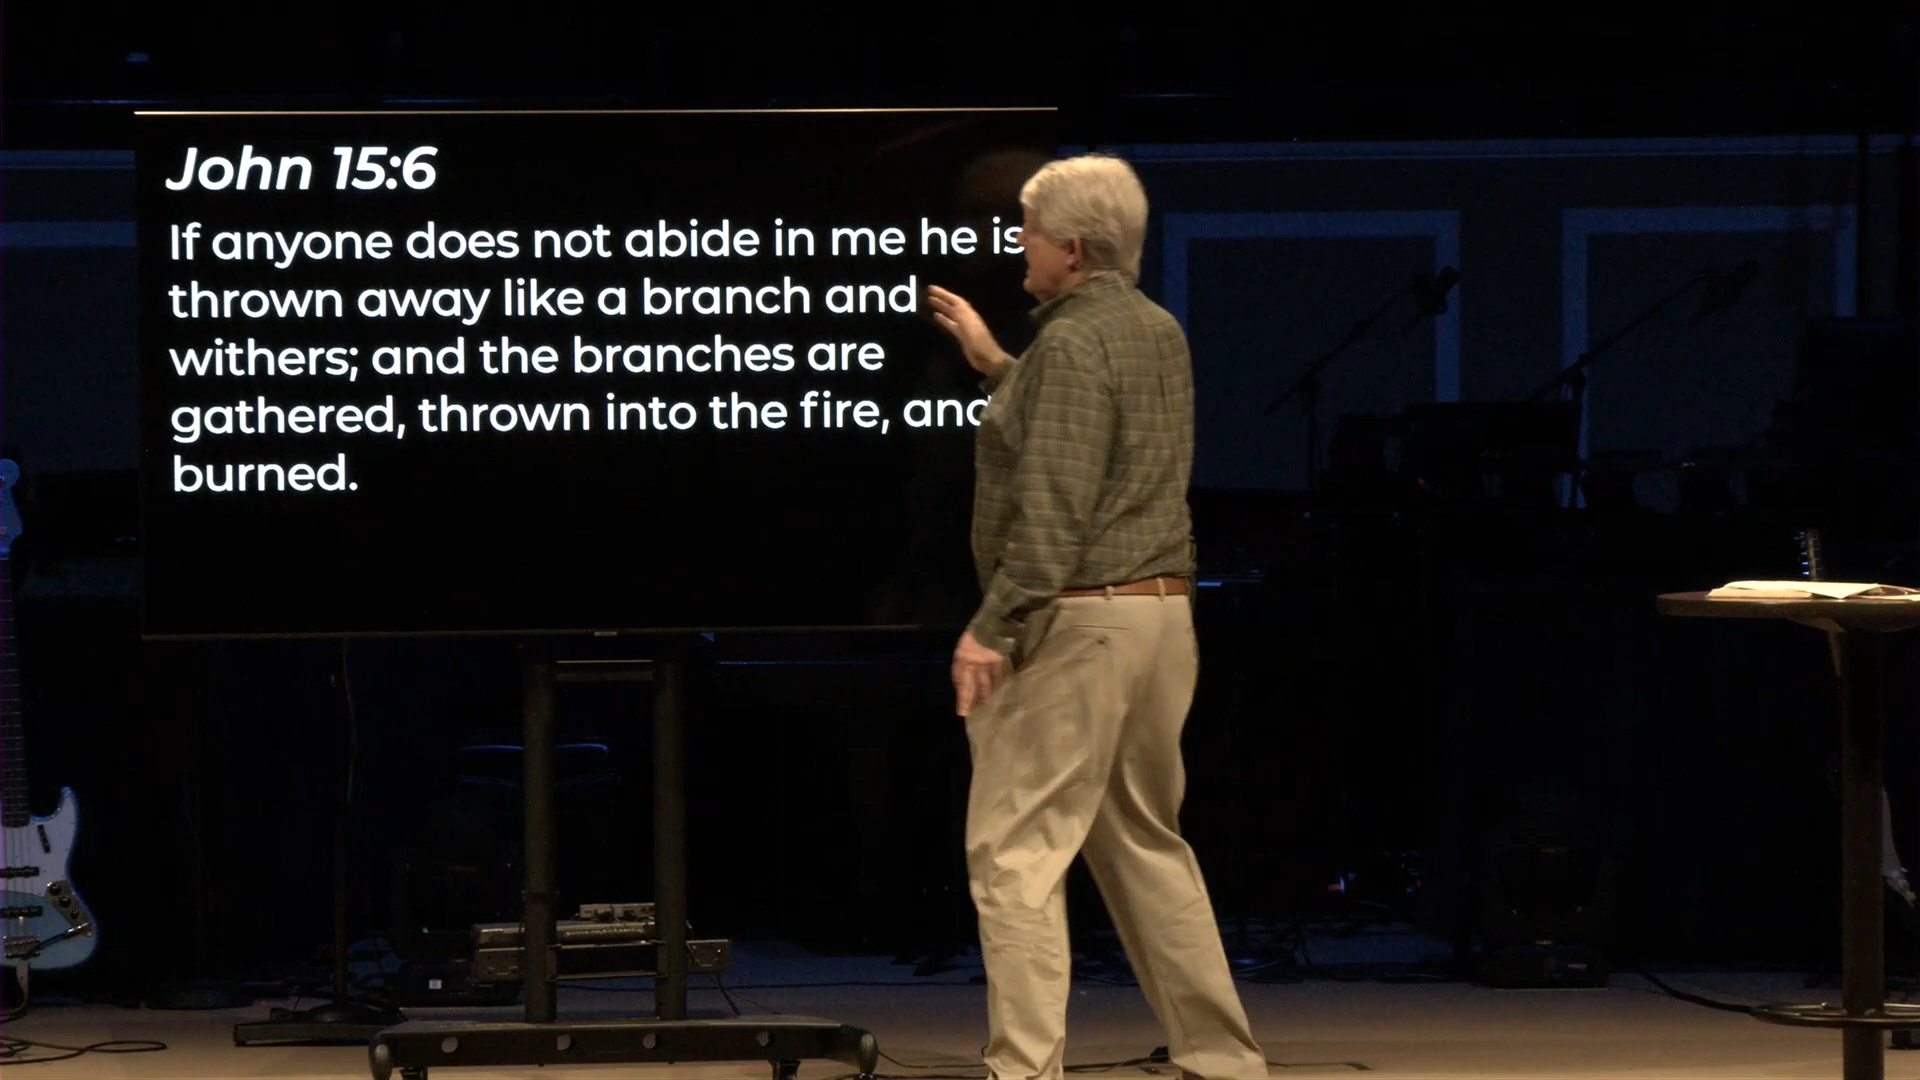 John 15:6
If anyone does not abide in me he is
thrown away like a branch and
withers; and the branches are
gathered, thrown into the fire, and
burned.